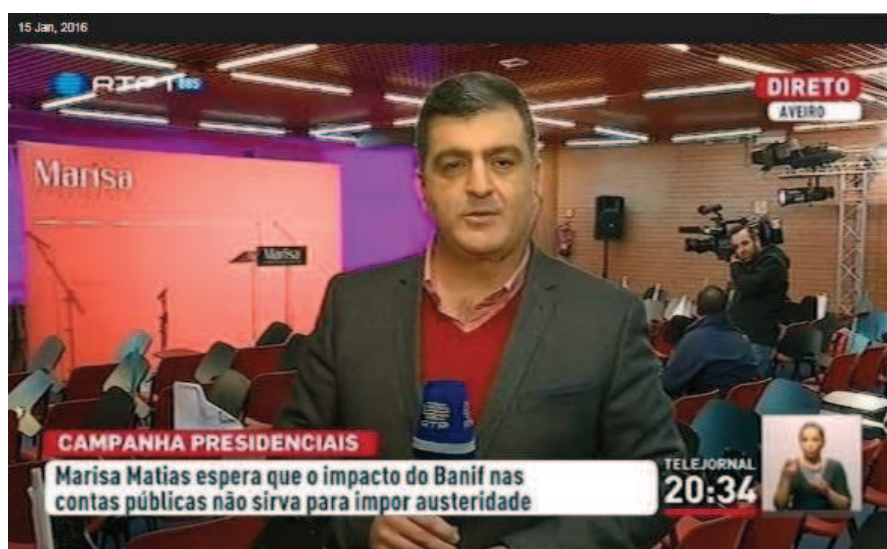 15 Jan, 2016
RTP 1
DIRETO
AVEIRO
Marisa
Marisa
RTP
CAMPANHA PRESIDENCIAIS
Marisa Matias espera que o impacto do Banif nas
contas públicas não sirva para impor austeridade
TELEJORNAL
20:34